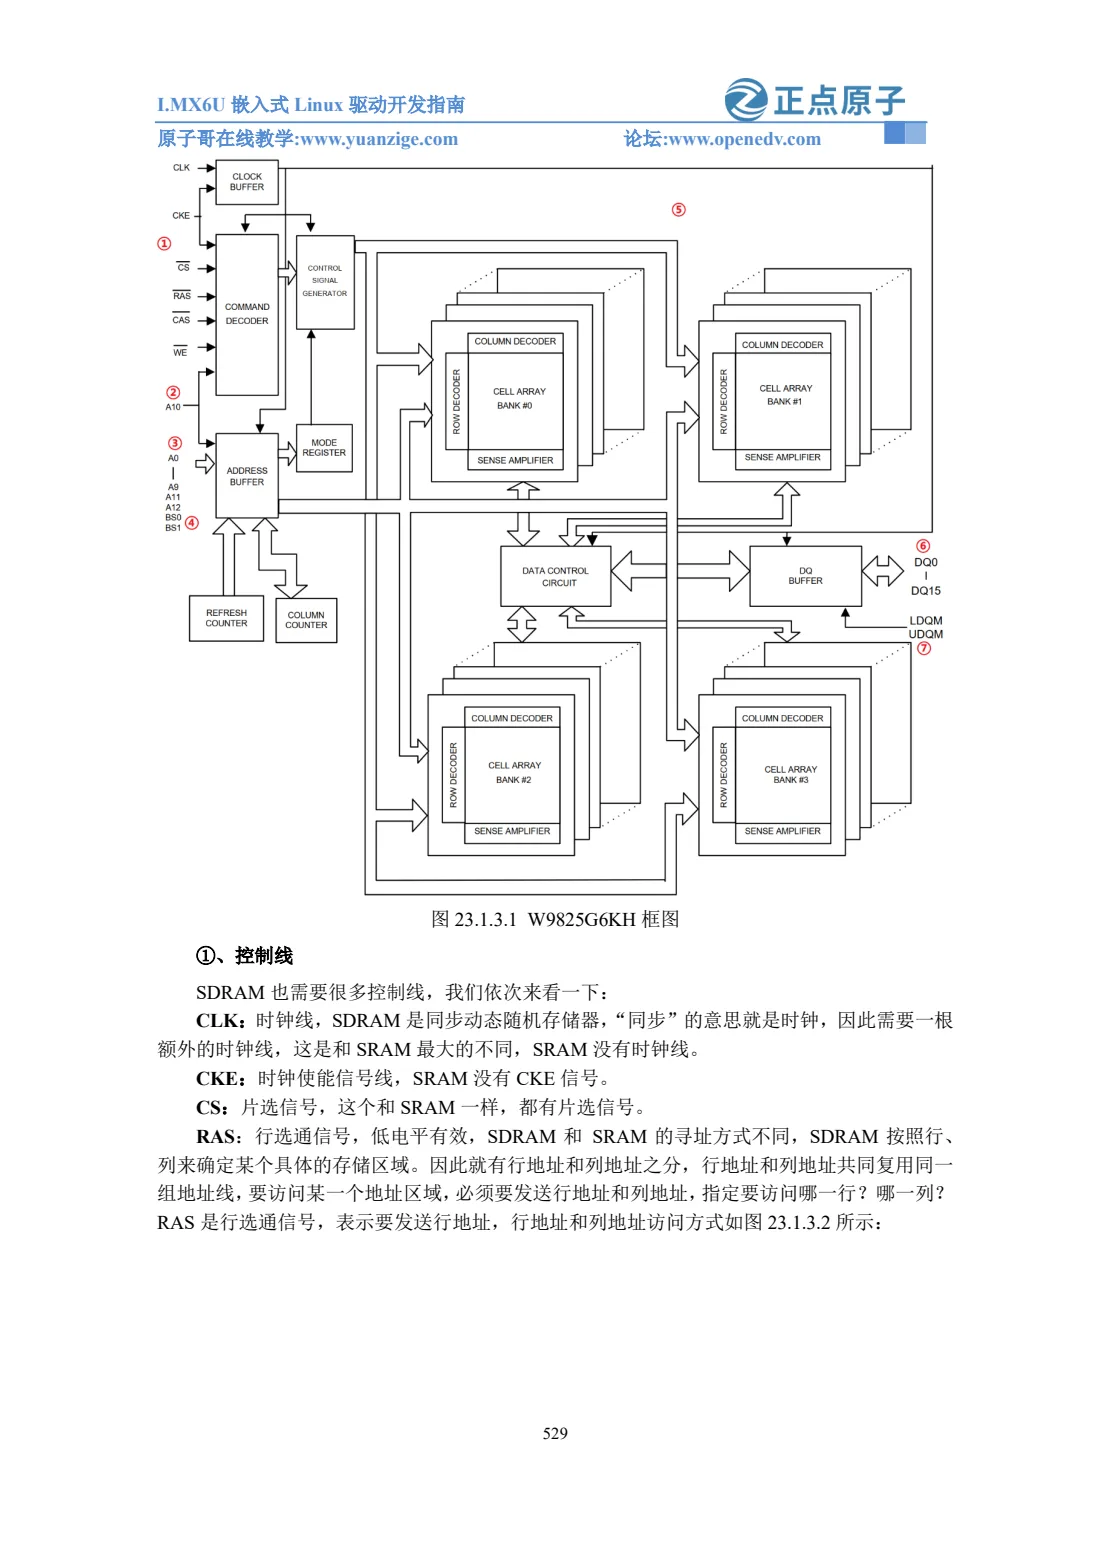 I.MX6U 嵌入式 Linux 驱动开发指南
正点原子
原子哥在线教学:www.yuanzige.com
论坛:www.openedv.com
CLK
CLOCK
BUFFER
CKE
①
CS
RAS
CAS
WE
COMMAND
DECODER
CONTROL
SIGNAL
GENERATOR
②
A10
③
A0
A9
A11
A12
BS0
BS1
④
ADDRESS
BUFFER
MODE
REGISTER
REFRESH
COUNTER
COLUMN
COUNTER
⑤
COLUMN DECODER
ROW DECODER
CELL ARRAY
BANK #0
SENSE AMPLIFIER
COLUMN DECODER
ROW DECODER
CELL ARRAY
BANK #1
SENSE AMPLIFIER
DATA CONTROL
CIRCUIT
DQ
BUFFER
⑥
DQ0
DQ15
LDQM
UDQM
⑦
COLUMN DECODER
ROW DECODER
CELL ARRAY
BANK #2
SENSE AMPLIFIER
COLUMN DECODER
ROW DECODER
CELL ARRAY
BANK #3
SENSE AMPLIFIER
图 23.1.3.1 W9825G6KH 框图
①、控制线
SDRAM 也需要很多控制线，我们依次来看一下：
CLK：时钟线，SDRAM 是同步动态随机存储器，“同步”的意思就是时钟，因此需要一根
额外的时钟线，这是和 SRAM 最大的不同，SRAM 没有时钟线。
CKE：时钟使能信号线，SRAM 没有 CKE 信号。
CS：片选信号，这个和 SRAM 一样，都有片选信号。
RAS：行选通信号，低电平有效，SDRAM 和 SRAM 的寻址方式不同，SDRAM 按照行、
列来确定某个具体的存储区域。因此就有行地址和列地址之分，行地址和列地址共同复用同一
组地址线，要访问某一个地址区域，必须要发送行地址和列地址，指定要访问哪一行？哪一列？
RAS 是行选通信号，表示要发送行地址，行地址和列地址访问方式如图 23.1.3.2 所示：
529